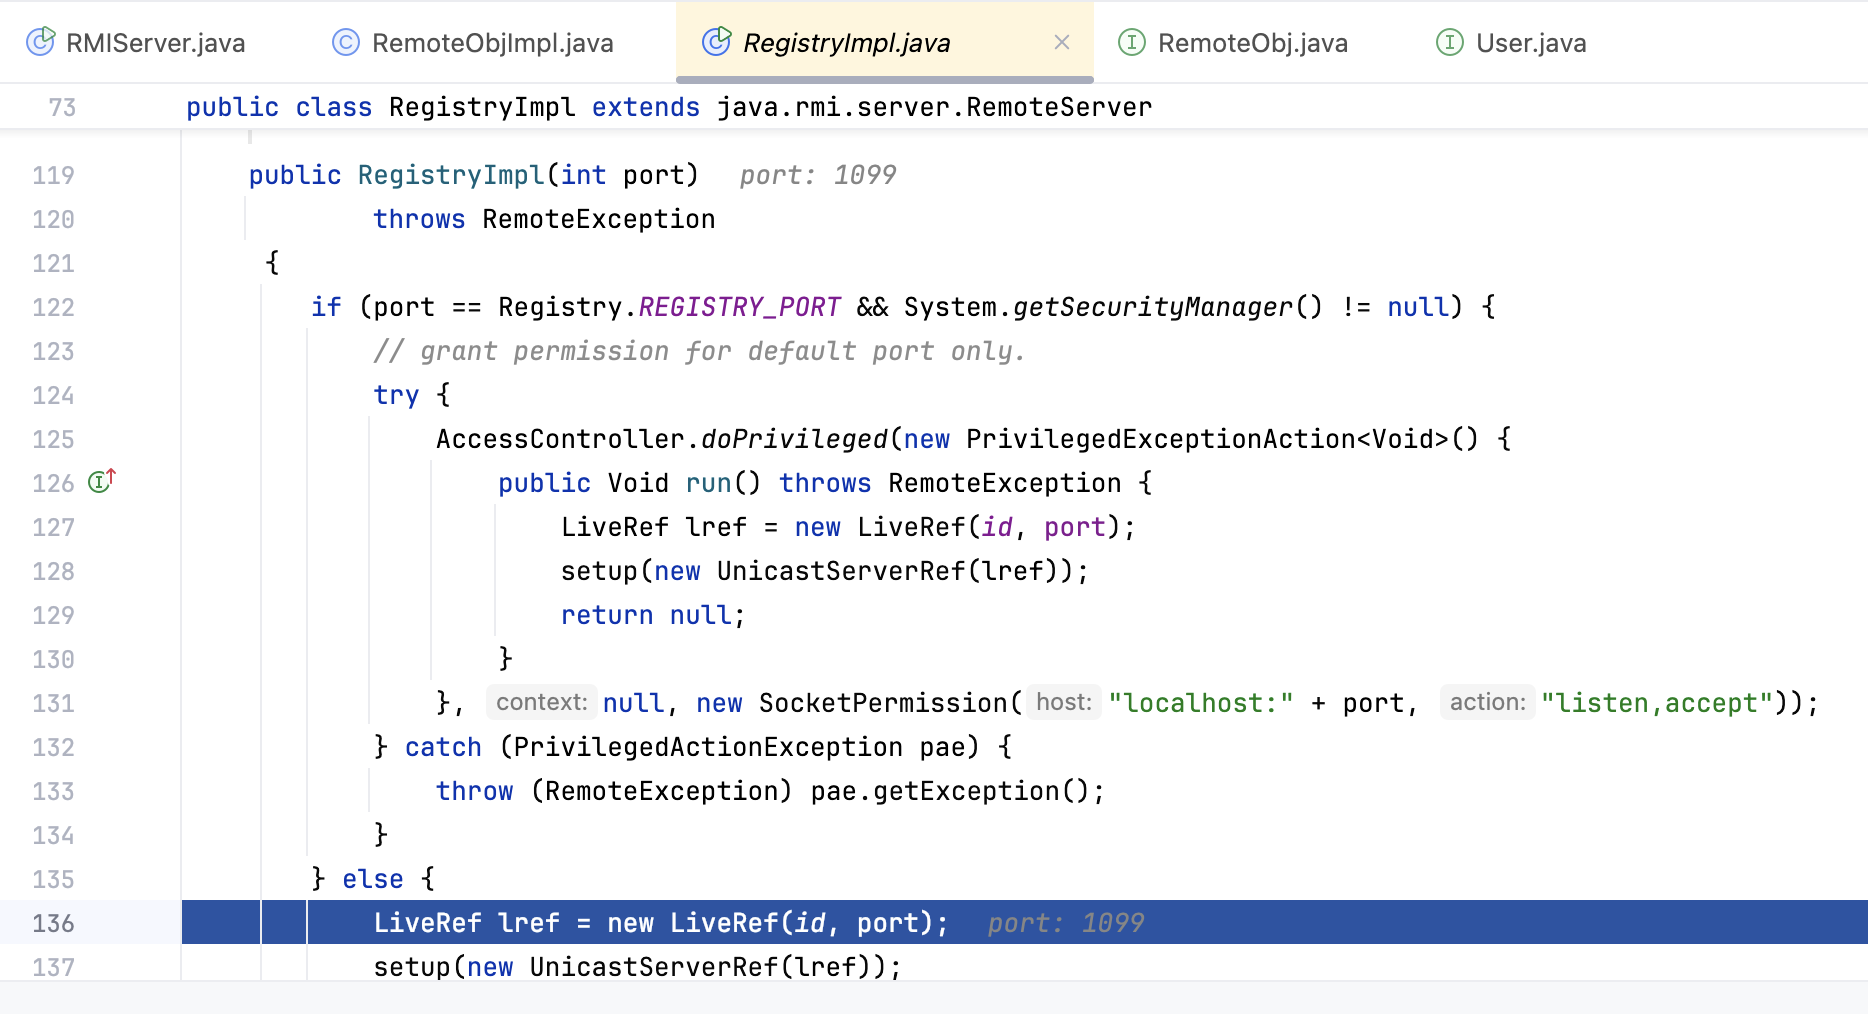 RMIServer.java RemoteObjImpl.java RegistryImpl.java RemoteObj.java User.java
73 public class RegistryImpl extends java.rmi.server.RemoteServer
119 public RegistryImpl(int port) port: 1099
120 throws RemoteException
121 {
122 if (port == Registry.REGISTRY_PORT && System.getSecurityManager() != null) {
123 // grant permission for default port only.
124 try {
125 AccessController.doPrivileged(new PrivilegedExceptionAction<Void>() {
126 public Void run() throws RemoteException {
127 LiveRef lref = new LiveRef(id, port);
128 setup(new UnicastServerRef(lref));
129 return null;
130 }
131 }, context: null, new SocketPermission( host: "localhost:" + port, action: "listen,accept"));
132 } catch (PrivilegedActionException pae) {
133 throw (RemoteException) pae.getException();
134 }
135 } else {
136 LiveRef lref = new LiveRef(id, port); port: 1099
137 setup(new UnicastServerRef(lref));